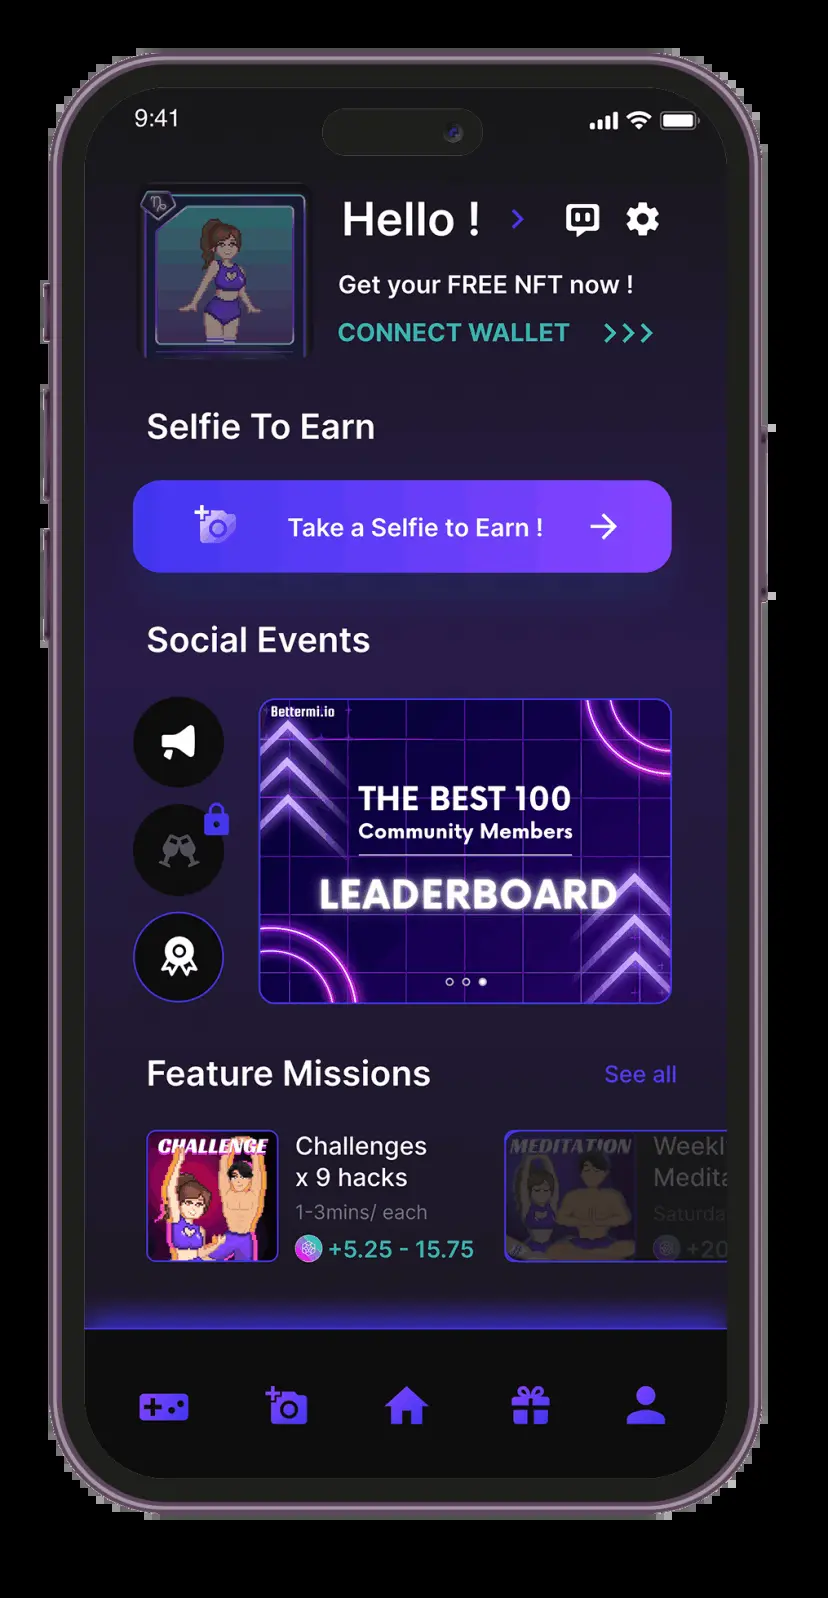 9:41
Hello !
Get your FREE NFT now !
CONNECT WALLET >>>
Selfie To Earn
Take a Selfie to Earn !
Social Events
Bettermi.io
THE BEST 100
Community Members
LEADERBOARD
Feature Missions
See all
CHALLENGE
Challenges
x 9 hacks
1-3mins/ each
+5.25 - 15.75
MEDITATION
Weekl
Medita
Saturda
+20